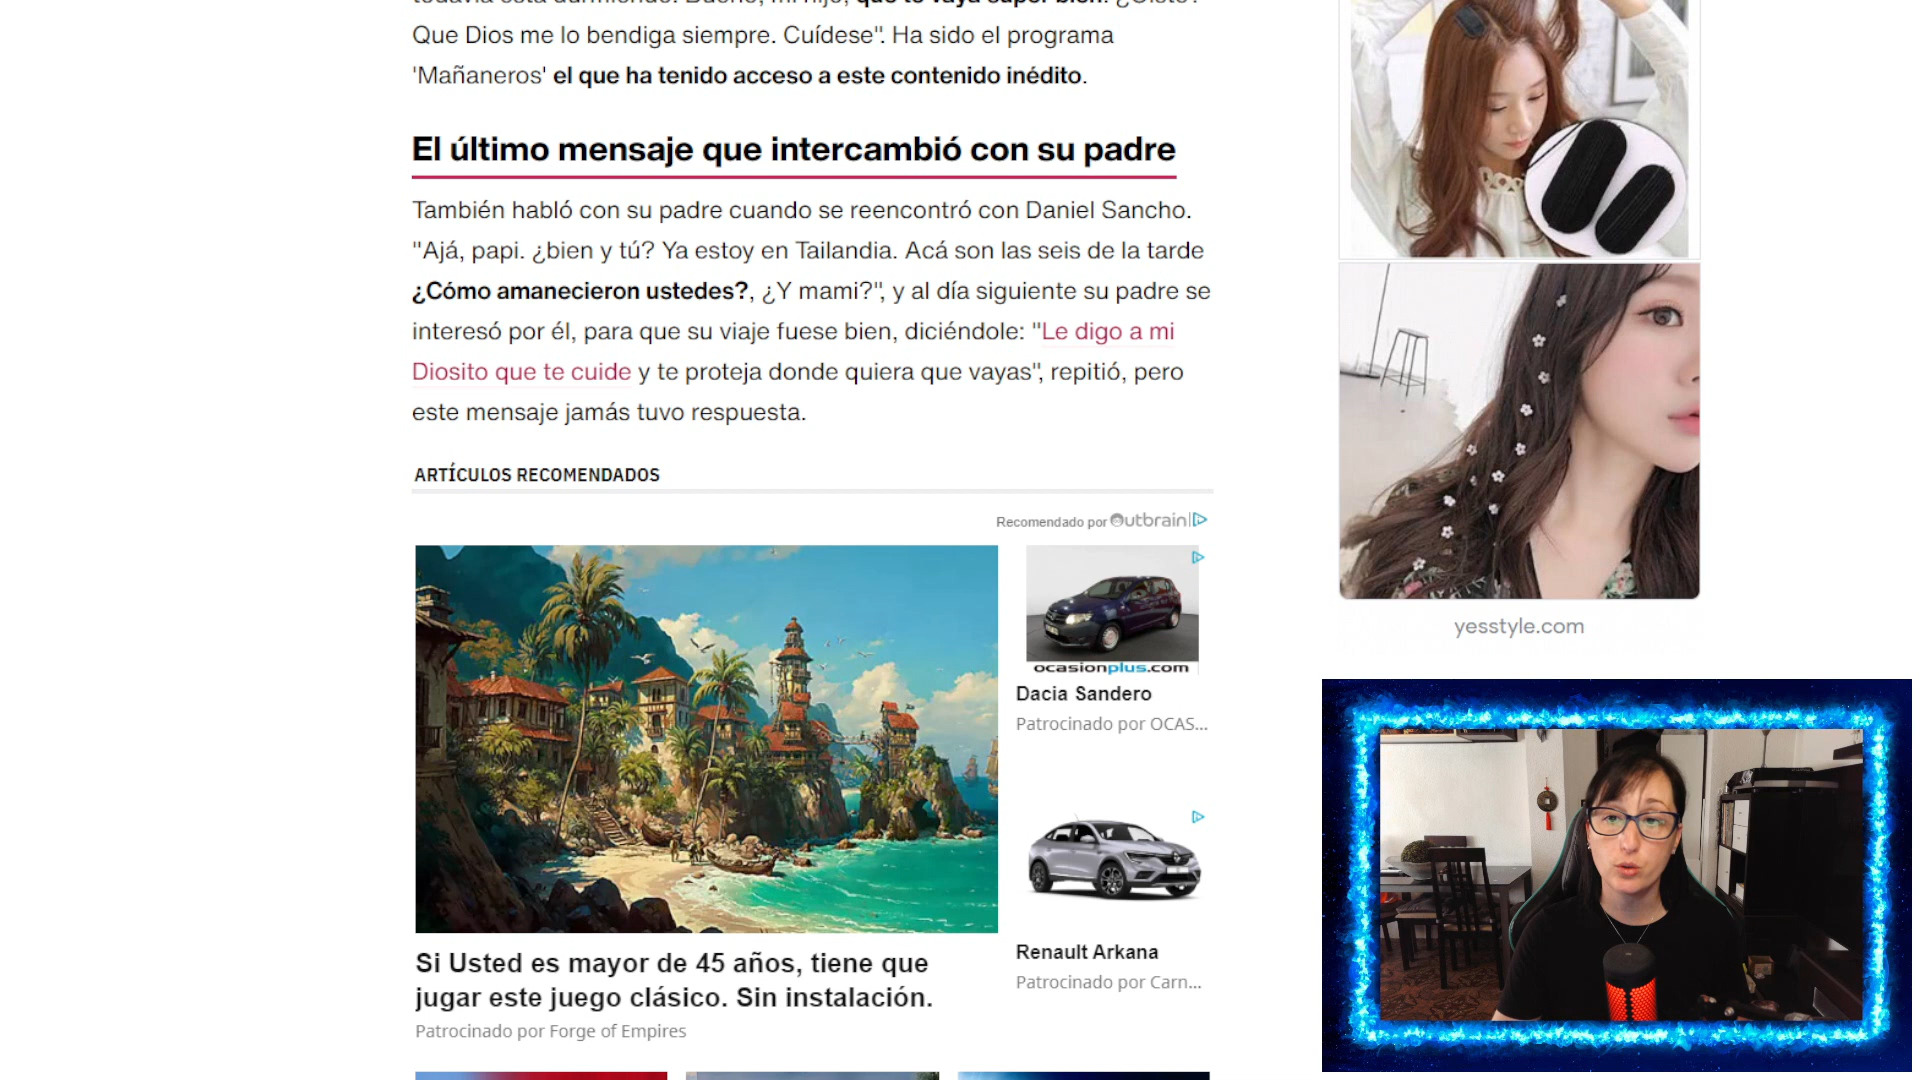 que te vaya súper bien. ¿Oíste?
Que Dios me lo bendiga siempre. Cuídese". Ha sido el programa
'Mañaneros' el que ha tenido acceso a este contenido inédito.
El último mensaje que intercambió con su padre
También habló con su padre cuando se reencontró con Daniel Sancho.
"Ajá, papi. ¿bien y tú? Ya estoy en Tailandia. Acá son las seis de la tarde
¿Cómo amanecieron ustedes?, ¿Y mami?", y al día siguiente su padre se
interesó por él, para que su viaje fuese bien, diciéndole: "Le digo a mi
Diosito que te cuide y te proteja donde quiera que vayas", repitió, pero
este mensaje jamás tuvo respuesta.
ARTÍCULOS RECOMENDADOS
Recomendado por Outbrain
ocasionplus.com
Dacia Sandero
Patrocinado por OCAS...
Renault Arkana
Patrocinado por Carn...
Si Usted es mayor de 45 años, tiene que
jugar este juego clásico. Sin instalación.
Patrocinado por Forge of Empires
yesstyle.com